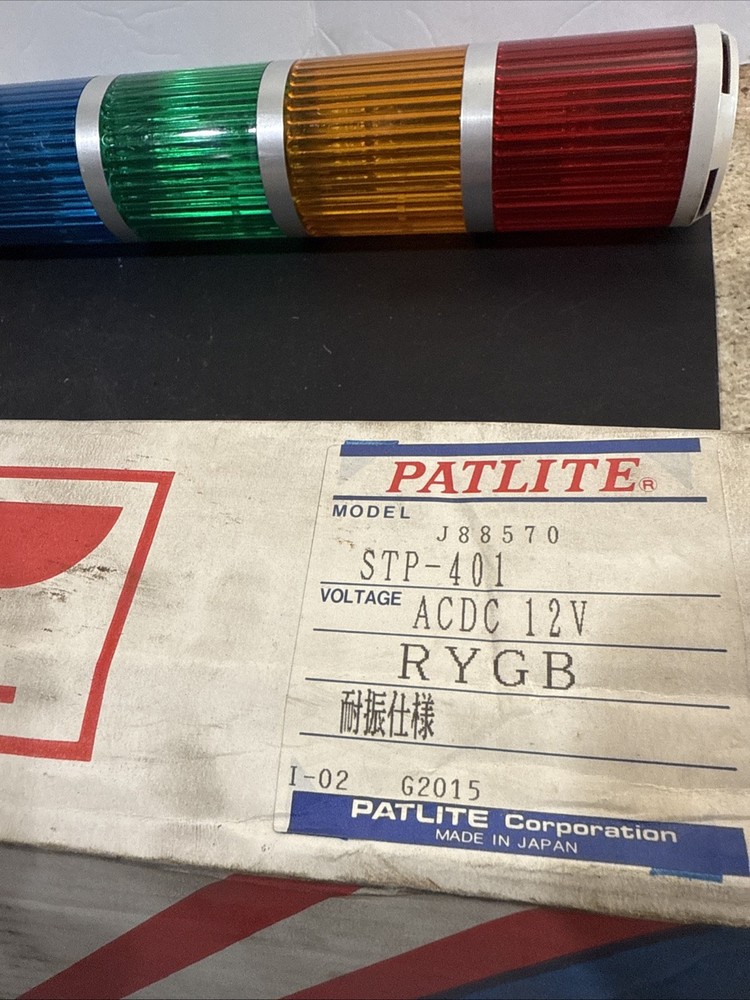 PATLITE®
MODEL
J88570
STP-401
VOLTAGE ACDC 12V
RYGB
耐振仕様
I-02 G2015
PATLITE Corporation
MADE IN JAPAN